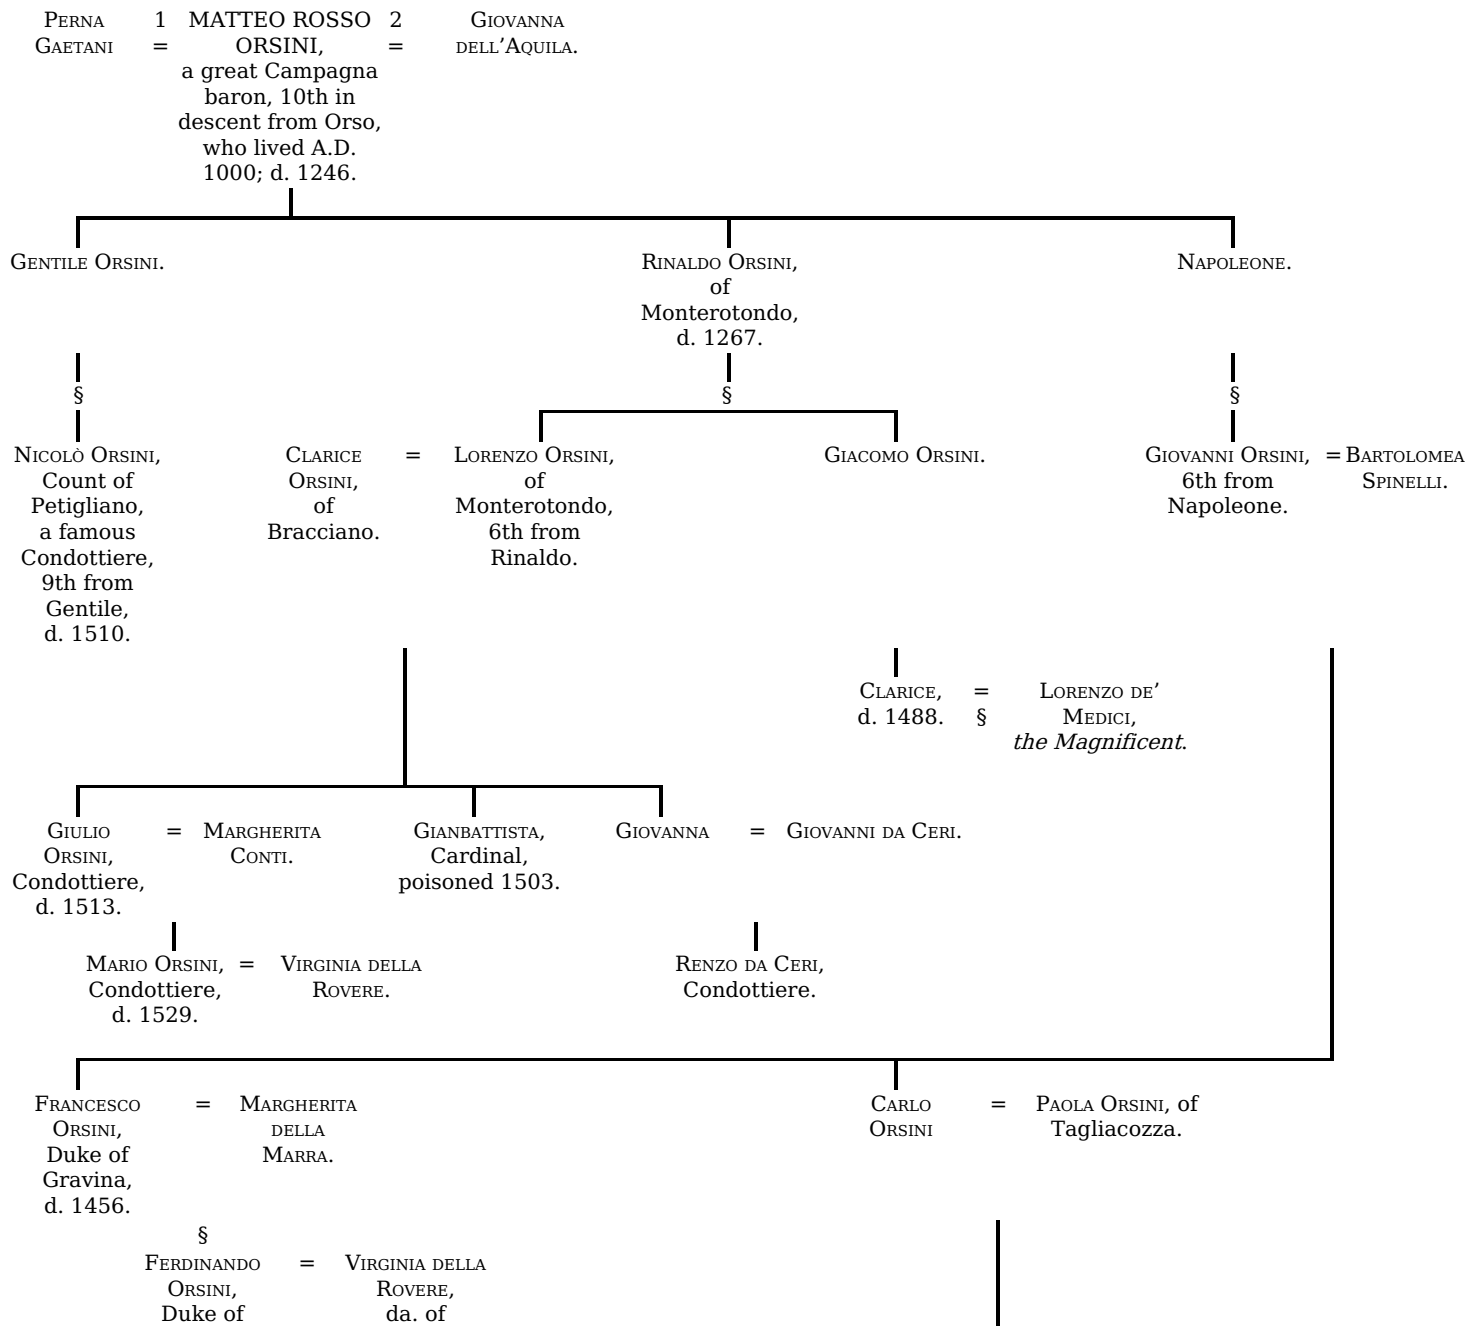 PERNA 1 MATTEO ROSSO 2 GIOVANNA
GAETANI = ORSINI, = DELL’AQUILA.
a great Campagna
baron, 10th in
descent from Orso,
who lived A.D.
1000; d. 1246.
GENTILE ORSINI. RINALDO ORSINI, NAPOLEONE.
of
Monterotondo,
d. 1267.
§ § §
NICOLÒ ORSINI, CLARICE = LORENZO ORSINI, GIACOMO ORSINI. GIOVANNI ORSINI, = BARTOLOMEA
Count of ORSINI, of 6th from SPINELLI.
Petigliano, of Monterotondo, Napoleone.
a famous Bracciano. 6th from
Condottiere, Rinaldo.
9th from
Gentile,
d. 1510.
CLARICE, = LORENZO DE’
d. 1488. § MEDICI,
the Magnificent.
GIULIO = MARGHERITA GIANBATTISTA, GIOVANNA = GIOVANNI DA CERI.
ORSINI, CONTI. Cardinal,
Condottiere, poisoned 1503.
d. 1513.
MARIO ORSINI, = VIRGINIA DELLA RENZO DA CERI,
Condottiere, ROVERE. Condottiere.
d. 1529.
FRANCESCO = MARGHERITA CARLO = PAOLA ORSINI, of
ORSINI, DELLA ORSINI Tagliacozza.
Duke of MARRA.
Gravina,
d. 1456.
§
FERDINANDO = VIRGINIA DELLA
ORSINI, ROVERE,
Duke of da. of